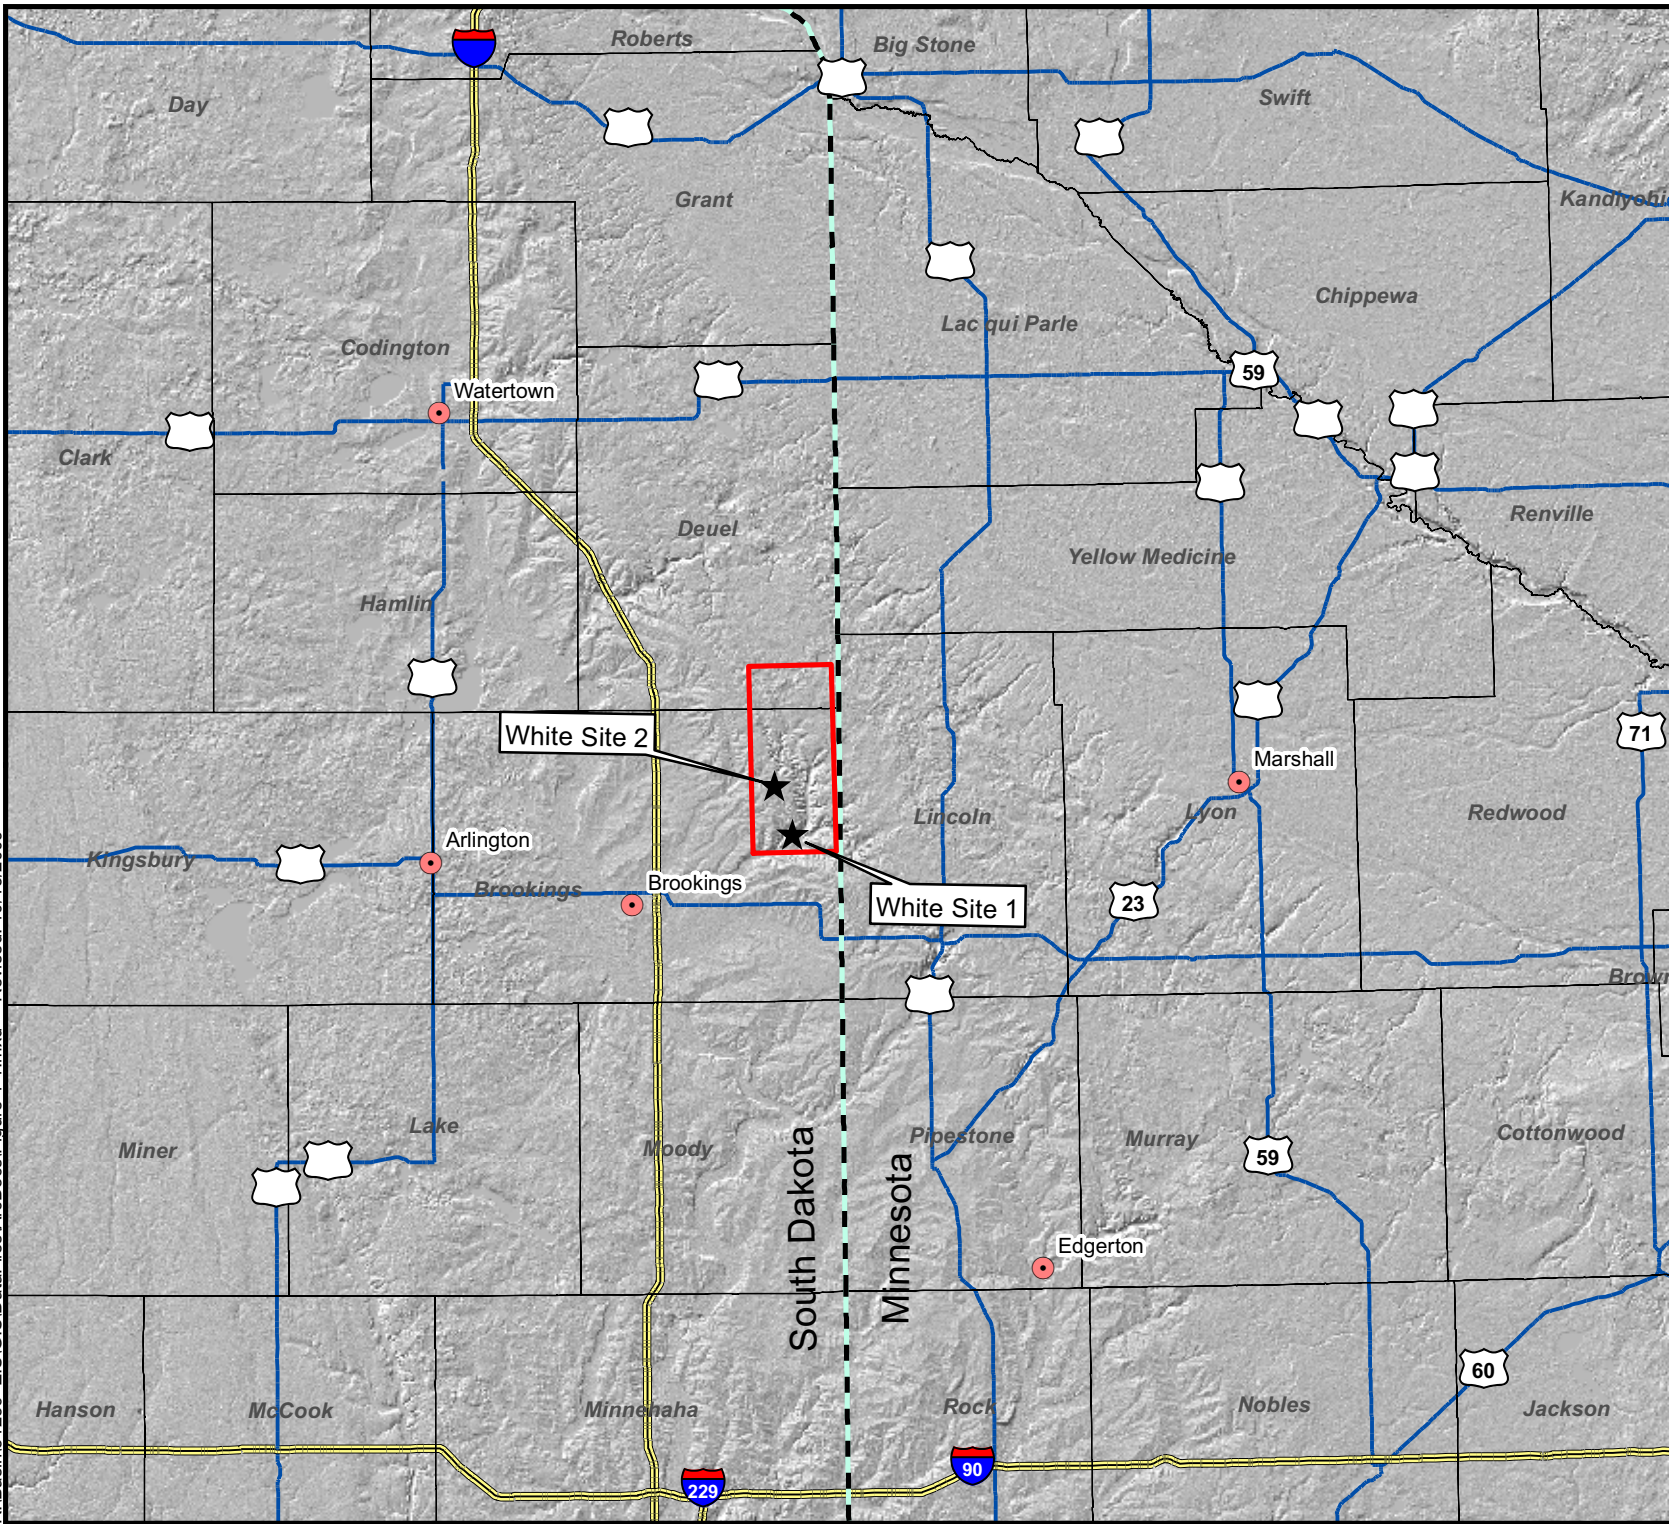 Roberts
Big Stone
Day
Swift
Grant
Kandiyohi
Chippewa
Lac qui Parle
Codington
59
Watertown
Clark
Deuel
Renville
Yellow Medicine
Hamlin
71
White Site 2
Marshall
Lincoln
Lyon
Redwood
Arlington
Kingsbury
Brookings
Brookings
23
White Site 1
Brown
Lake
Miner
Moody
Pipestone
Murray
Cottonwood
59
South Dakota
Minnesota
Edgerton
60
Hanson
McCook
Minnehaha
Rock
Nobles
Jackson
90
229